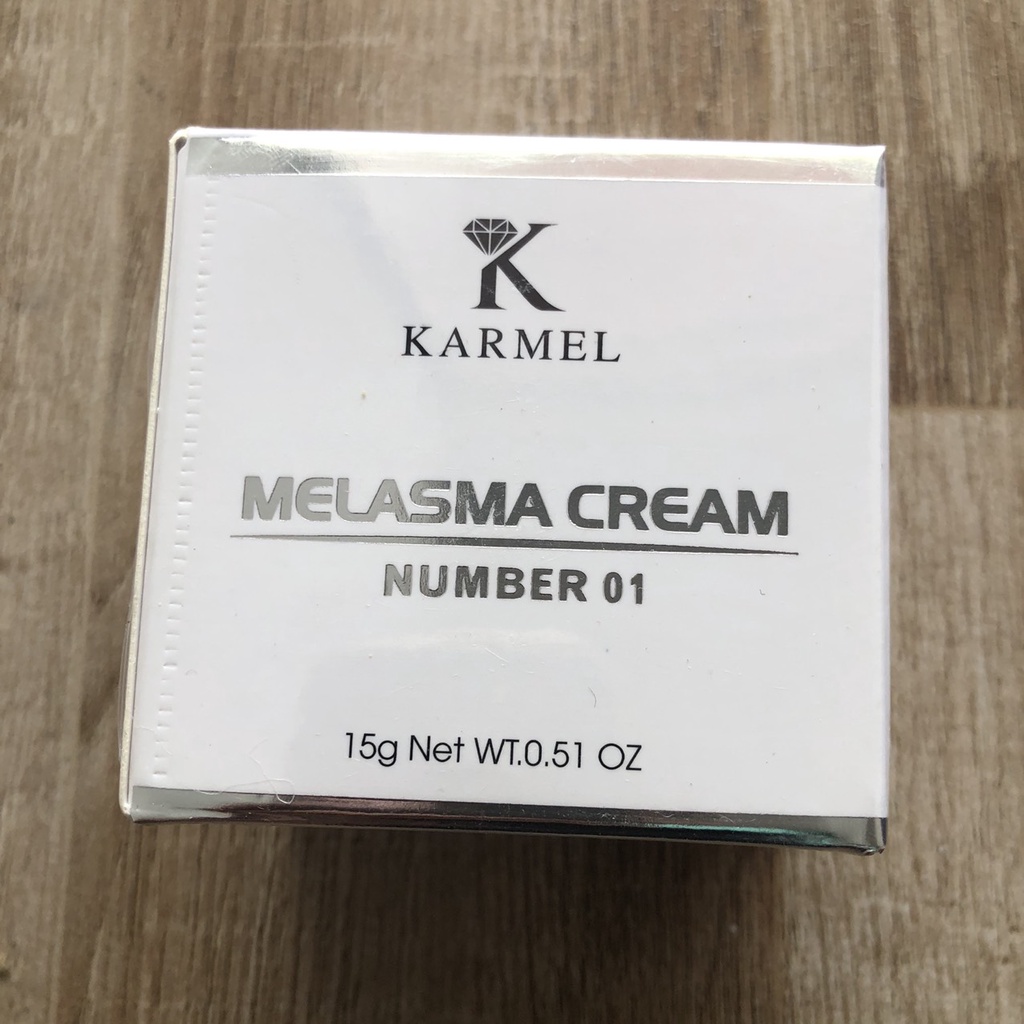 K
KARMEL
MELASMA CREAM
NUMBER 01
15g Net WT.0.51 OZ